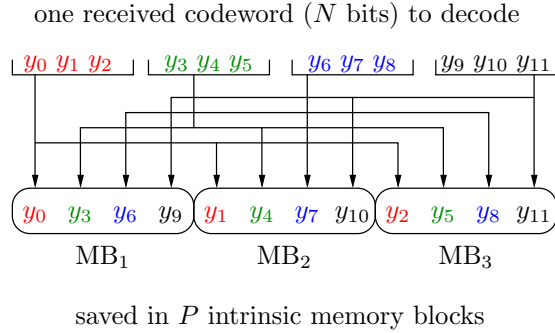 one received codeword (N bits) to decode
y₀ y₁ y₂ y₃ y₄ y₅ y₆ y₇ y₈ y₉ y₁₀ y₁₁
y₀ y₃ y₆ y₉ y₁ y₄ y₇ y₁₀ y₂ y₅ y₈ y₁₁
MB₁ MB₂ MB₃
saved in P intrinsic memory blocks